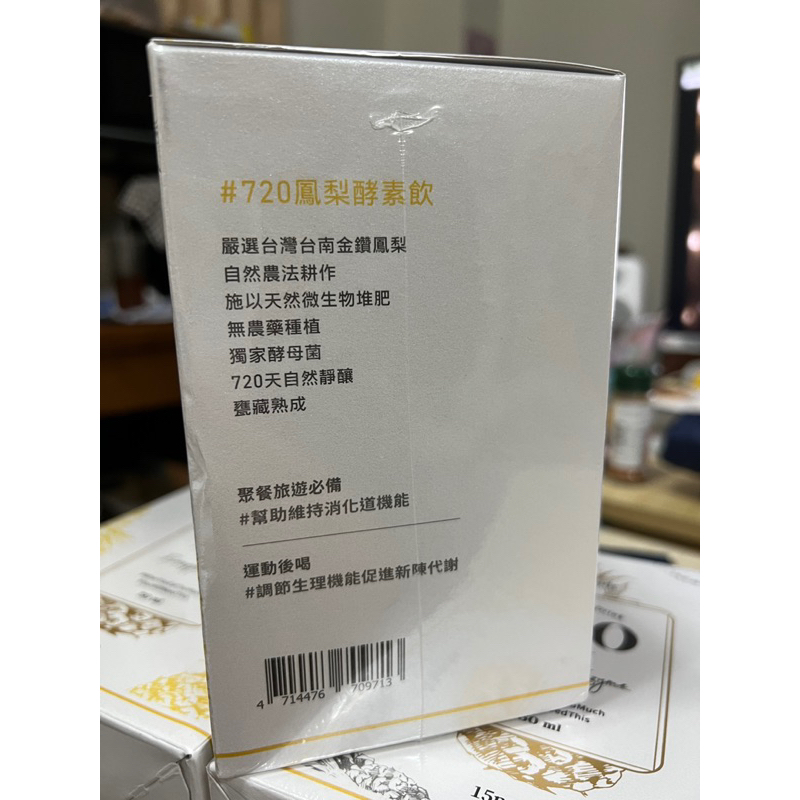 #720鳳梨酵素飲
嚴選台灣台南金鑽鳳梨
自然農法耕作
施以天然微生物堆肥
無農藥種植
獨家酵母菌
720天自然靜釀
甕藏熟成
聚餐旅遊必備
#幫助維持消化道機能
運動後喝
#調節生理機能促進新陳代謝
4 714476 709713
Much
This
ml